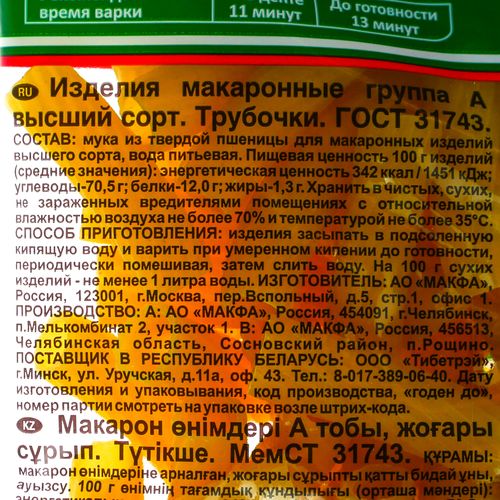 время варки
11 минут
До готовности
13 минут
RU Изделия макаронные группа А
высший сорт. Трубочки. ГОСТ 31743.
СОСТАВ: мука из твердой пшеницы для макаронных изделий
высшего сорта, вода питьевая. Пищевая ценность 100 г изделий
(средние значения): энергетическая ценность 342 ккал / 1451 кДж;
углеводы-70,5 г; белки-12,0 г; жиры-1,3 г. Хранить в чистых, сухих,
не зараженных вредителями помещениях с относительной
влажностью воздуха не более 70% и температурой не более 35°С.
СПОСОБ ПРИГОТОВЛЕНИЯ: изделия засыпать в подсоленную
кипящую воду и варить при умеренном кипении до готовности,
периодически помешивая, затем слить воду. На 100 г сухих
изделий - не менее 1 литра воды. ИЗГОТОВИТЕЛЬ: АО «МАКФА»,
Россия, 123001, г.Москва, пер.Вспольный, д.5, стр.1, офис 1.
ПРОИЗВОДСТВО: А: АО «МАКФА», Россия, 454091, г.Челябинск,
п.Мелькомбинат 2, участок 1. В: АО «МАКФА», Россия, 456513,
Челябинская область, Сосновский район, п.Рощино.
ПОСТАВЩИК В РЕСПУБЛИКУ БЕЛАРУСЬ: ООО «Тибетрэй»,
г.Минск, ул. Уручская, д.11а, оф. 43. Тел.: 8-017-389-06-40. Дату
изготовления и упаковывания, код производства, «годен до»,
номер партии смотреть на упаковке возле штрих-кода.
KZ Макарон өнімдері А тобы, жоғары
сұрып. Түтікше. МемСТ 31743. ҚҰРАМЫ:
макарон өнімдеріне арналған, жоғары сұрыпты қатты бидай ұны,
ауызсу. 100 г өнімнің тағамдық құндылығы (орташа мәндері):